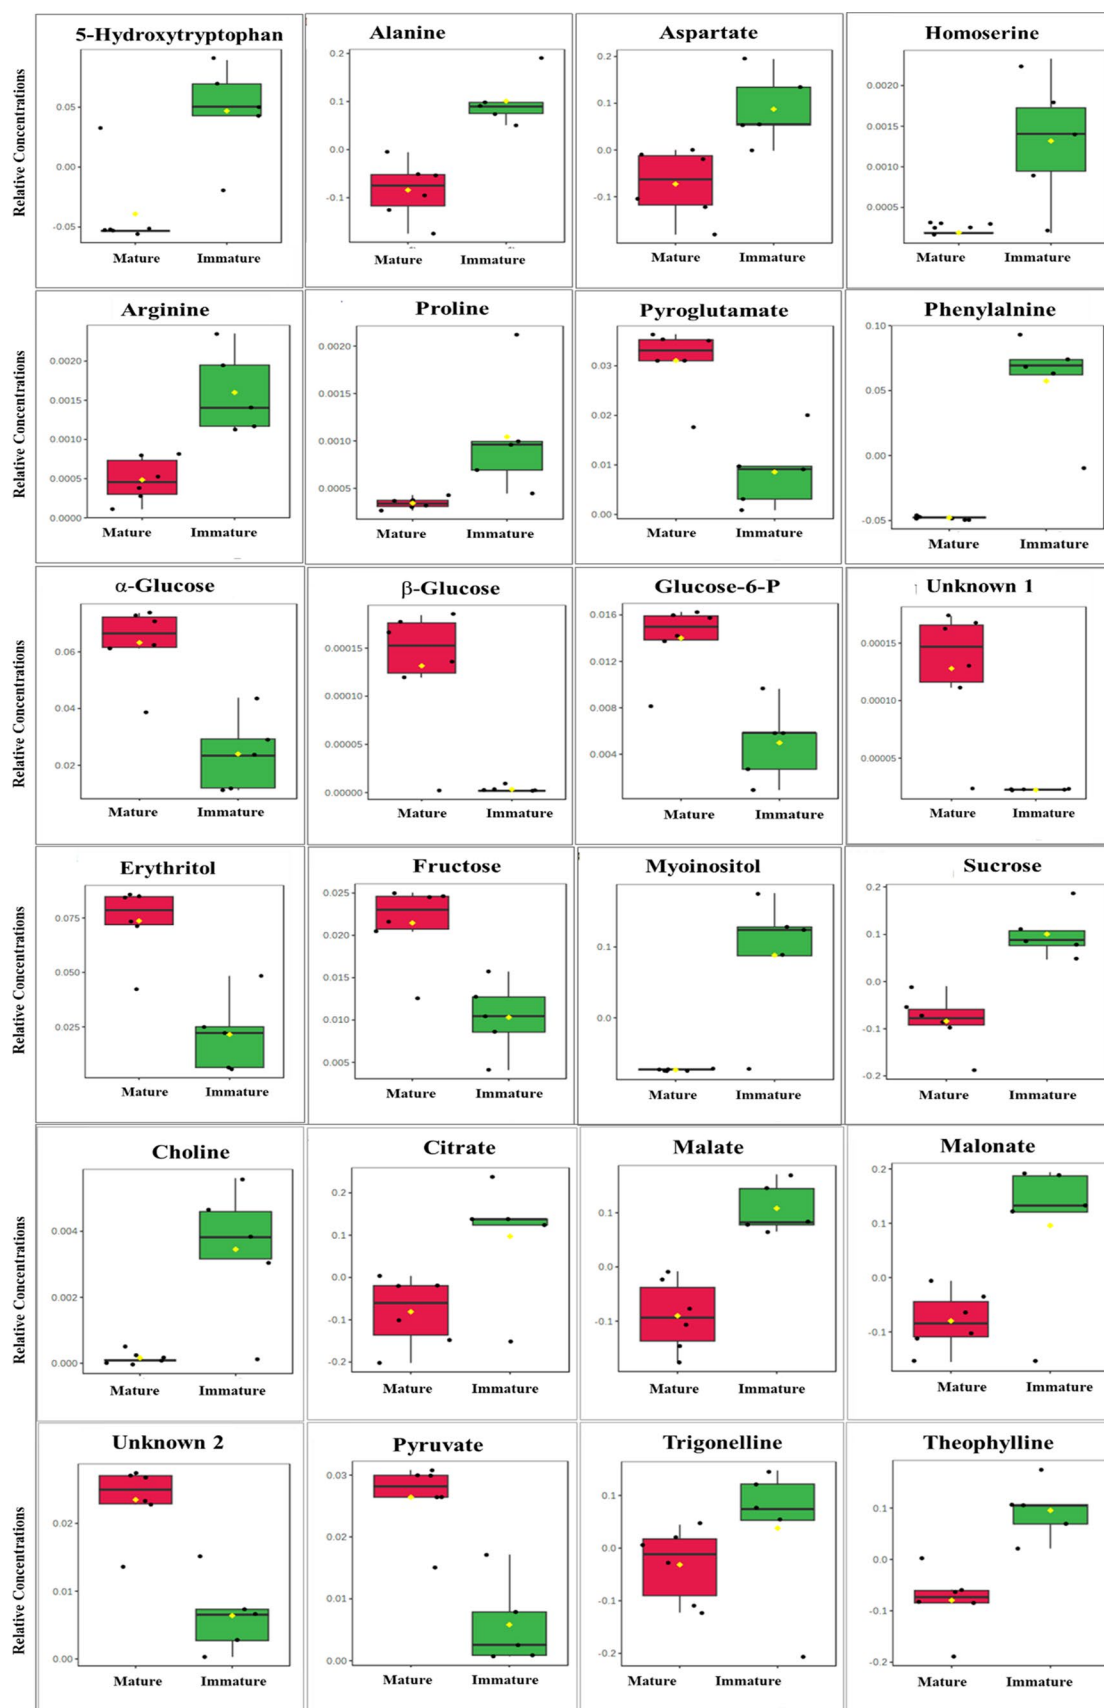 5-Hydroxytryptophan Alanine Aspartate Homoserine
Relative Concentrations
0.05 0.00 -0.05
0.2 0.1 0.0 -0.1
0.2 0.1 0.0 -0.1
0.0020 0.0015 0.0010 0.0005
Mature Immature Mature Immature Mature Immature Mature Immature
Arginine Proline Pyroglutamate Phenylalnine
Relative Concentrations
0.0020 0.0015 0.0010 0.0005 0.0000
0.0020 0.0015 0.0010 0.0005
0.03 0.02 0.01 0.00
0.10 0.05 0.00 -0.05
Mature Immature Mature Immature Mature Immature Mature Immature
α-Glucose β-Glucose Glucose-6-P Unknown 1
Relative Concentrations
0.06 0.04 0.02
0.00015 0.00010 0.00005 0.00000
0.016 0.012 0.008 0.004
0.00015 0.00010 0.00005
Mature Immature Mature Immature Mature Immature Mature Immature
Erythritol Fructose Myoinositol Sucrose
Relative Concentrations
0.075 0.050 0.025
0.025 0.020 0.015 0.010 0.005
0.1 0.0
0.2 0.1 0.0 -0.1 -0.2
Mature Immature Mature Immature Mature Immature Mature Immature
Choline Citrate Malate Malonate
Relative Concentrations
0.004 0.002 0.000
0.2 0.1 0.0 -0.1 -0.2
0.1 0.0 -0.1
0.2 0.1 0.0 -0.1
Mature Immature Mature Immature Mature Immature Mature Immature
Unknown 2 Pyruvate Trigonelline Theophylline
Relative Concentrations
0.02 0.01 0.00
0.03 0.02 0.01 0.00
0.1 0.0 -0.1 -0.2
0.1 0.0 -0.1 -0.2
Mature Immature Mature Immature Mature Immature Mature Immature